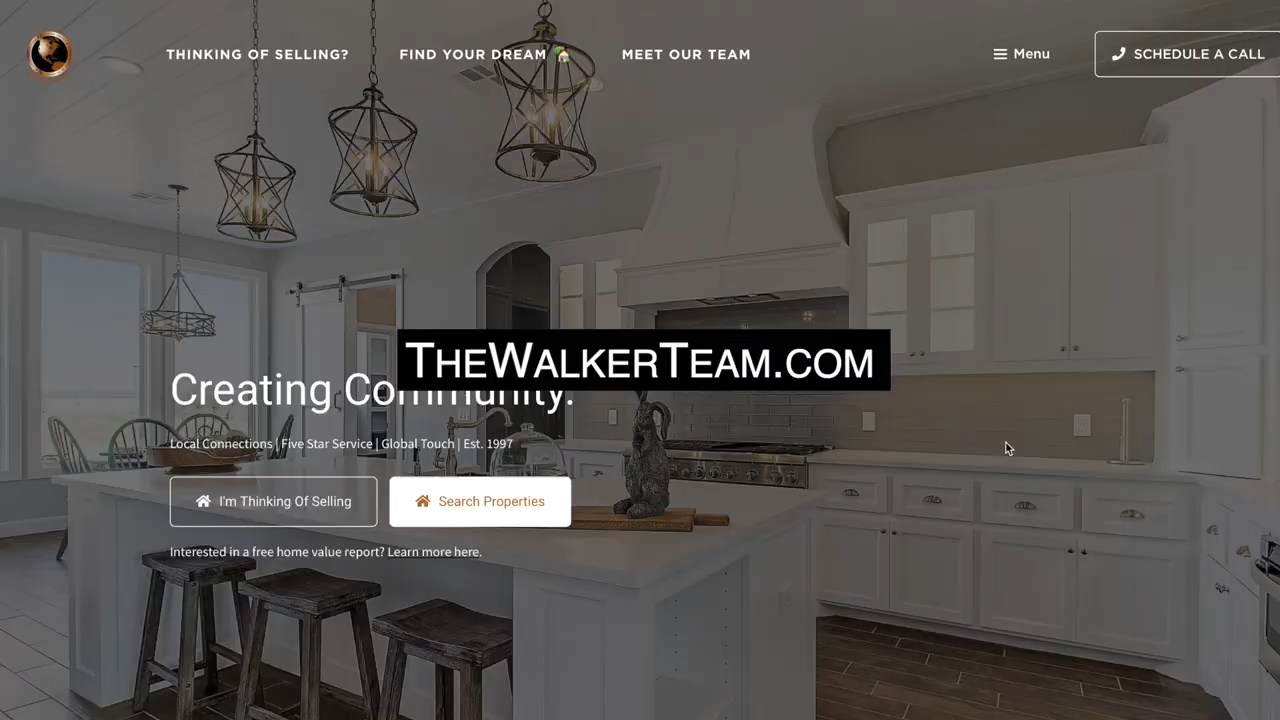 THINKING OF SELLING?
FIND YOUR DREAM 🏡
MEET OUR TEAM
Menu
SCHEDULE A CALL
THEWALKERTEAM.COM
Creating Community.
Local Connections | Five Star Service | Global Touch | Est. 1997
I'm Thinking Of Selling
Search Properties
Interested in a free home value report? Learn more here.